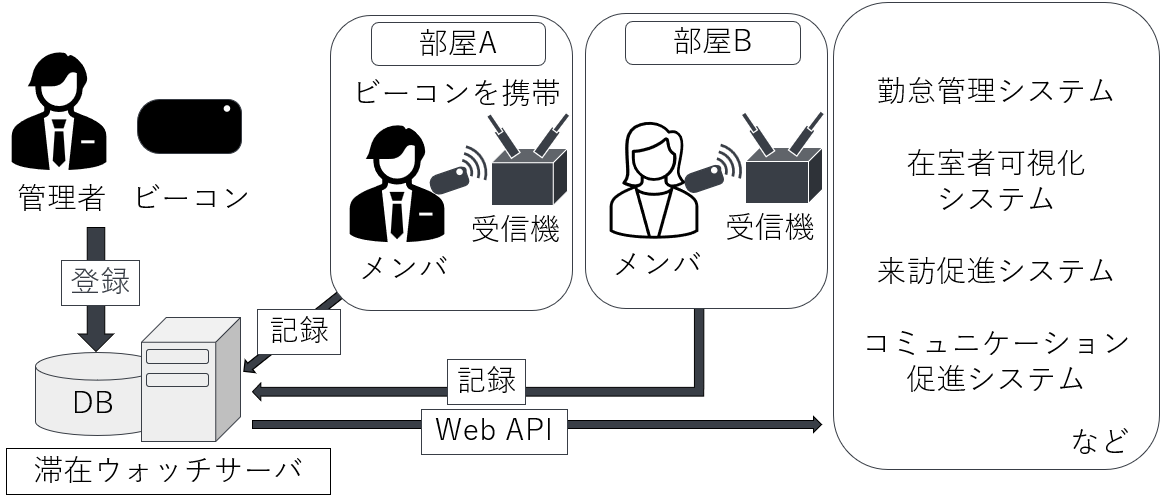 管理者
ビーコン
登録
DB
滞在ウォッチサーバ
部屋A
ビーコンを携帯
受信機
メンバ
記録
部屋B
受信機
メンバ
記録
Web API
勤怠管理システム
在室者可視化
システム
来訪促進システム
コミュニケーション
促進システム
など